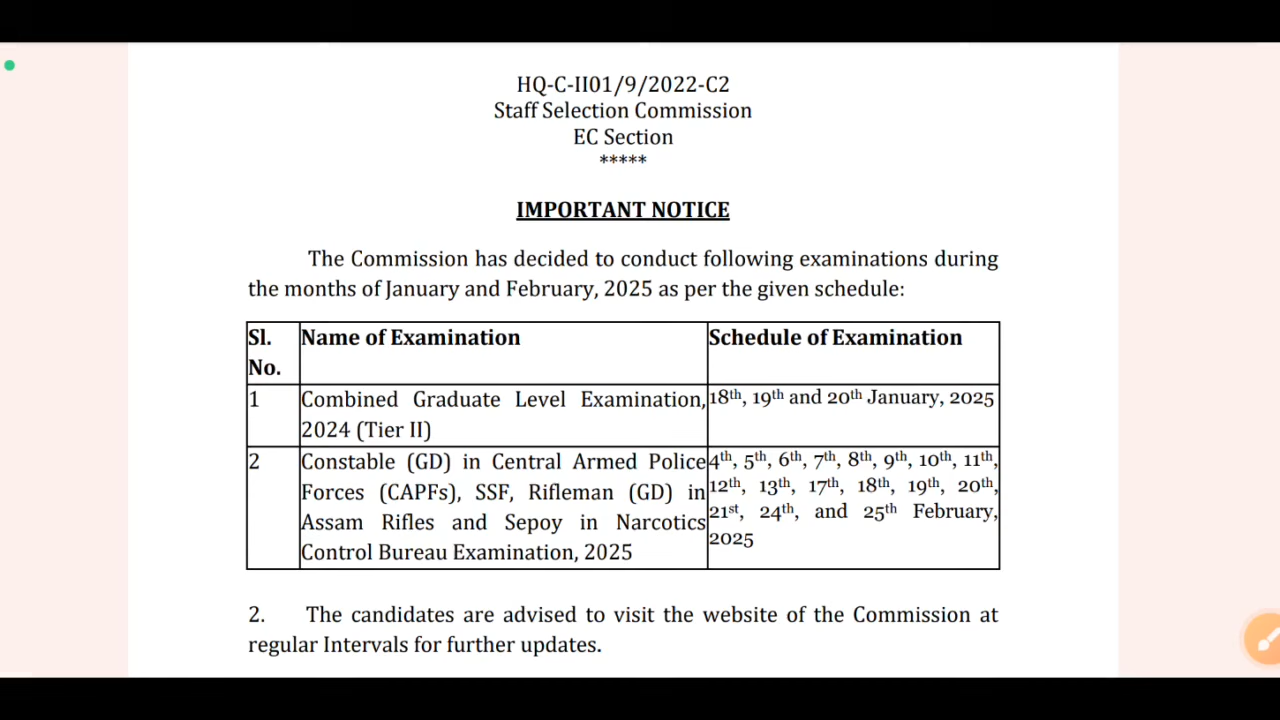 HQ-C-II01/9/2022-C2
Staff Selection Commission
EC Section
*****
IMPORTANT NOTICE
The Commission has decided to conduct following examinations during
the months of January and February, 2025 as per the given schedule:
Sl. No.
Name of Examination
Schedule of Examination
1
Combined Graduate Level Examination,
2024 (Tier II)
18th, 19th and 20th January, 2025
2
Constable (GD) in Central Armed Police
Forces (CAPFs), SSF, Rifleman (GD) in
Assam Rifles and Sepoy in Narcotics
Control Bureau Examination, 2025
4th, 5th, 6th, 7th, 8th, 9th, 10th, 11th,
12th, 13th, 17th, 18th, 19th, 20th,
21st, 24th, and 25th February,
2025
2. The candidates are advised to visit the website of the Commission at
regular Intervals for further updates.